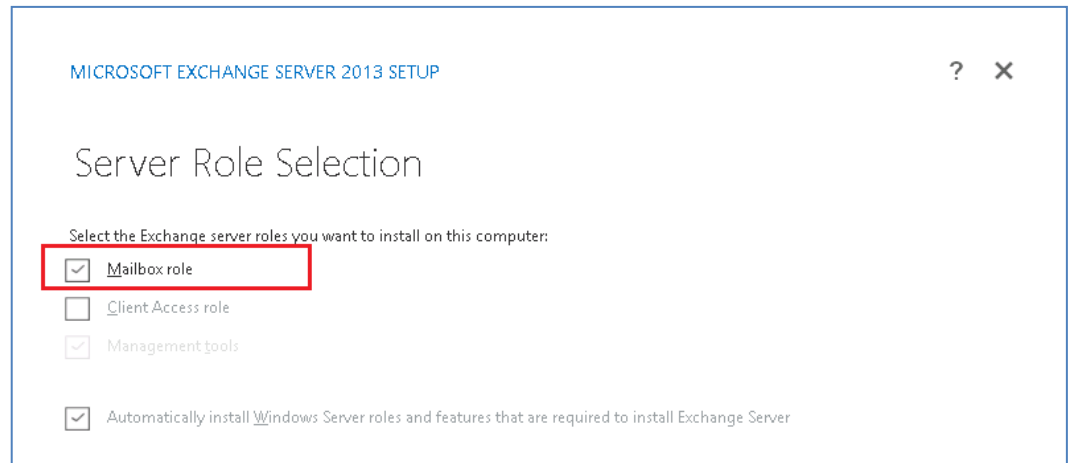 MICROSOFT EXCHANGE SERVER 2013 SETUP ?
Server Role Selection
Select the Exchange server roles you want to install on this computer:
Mailbox role
Client Access role
Management tools
Automatically install Windows Server roles and features that are required to install Exchange Server